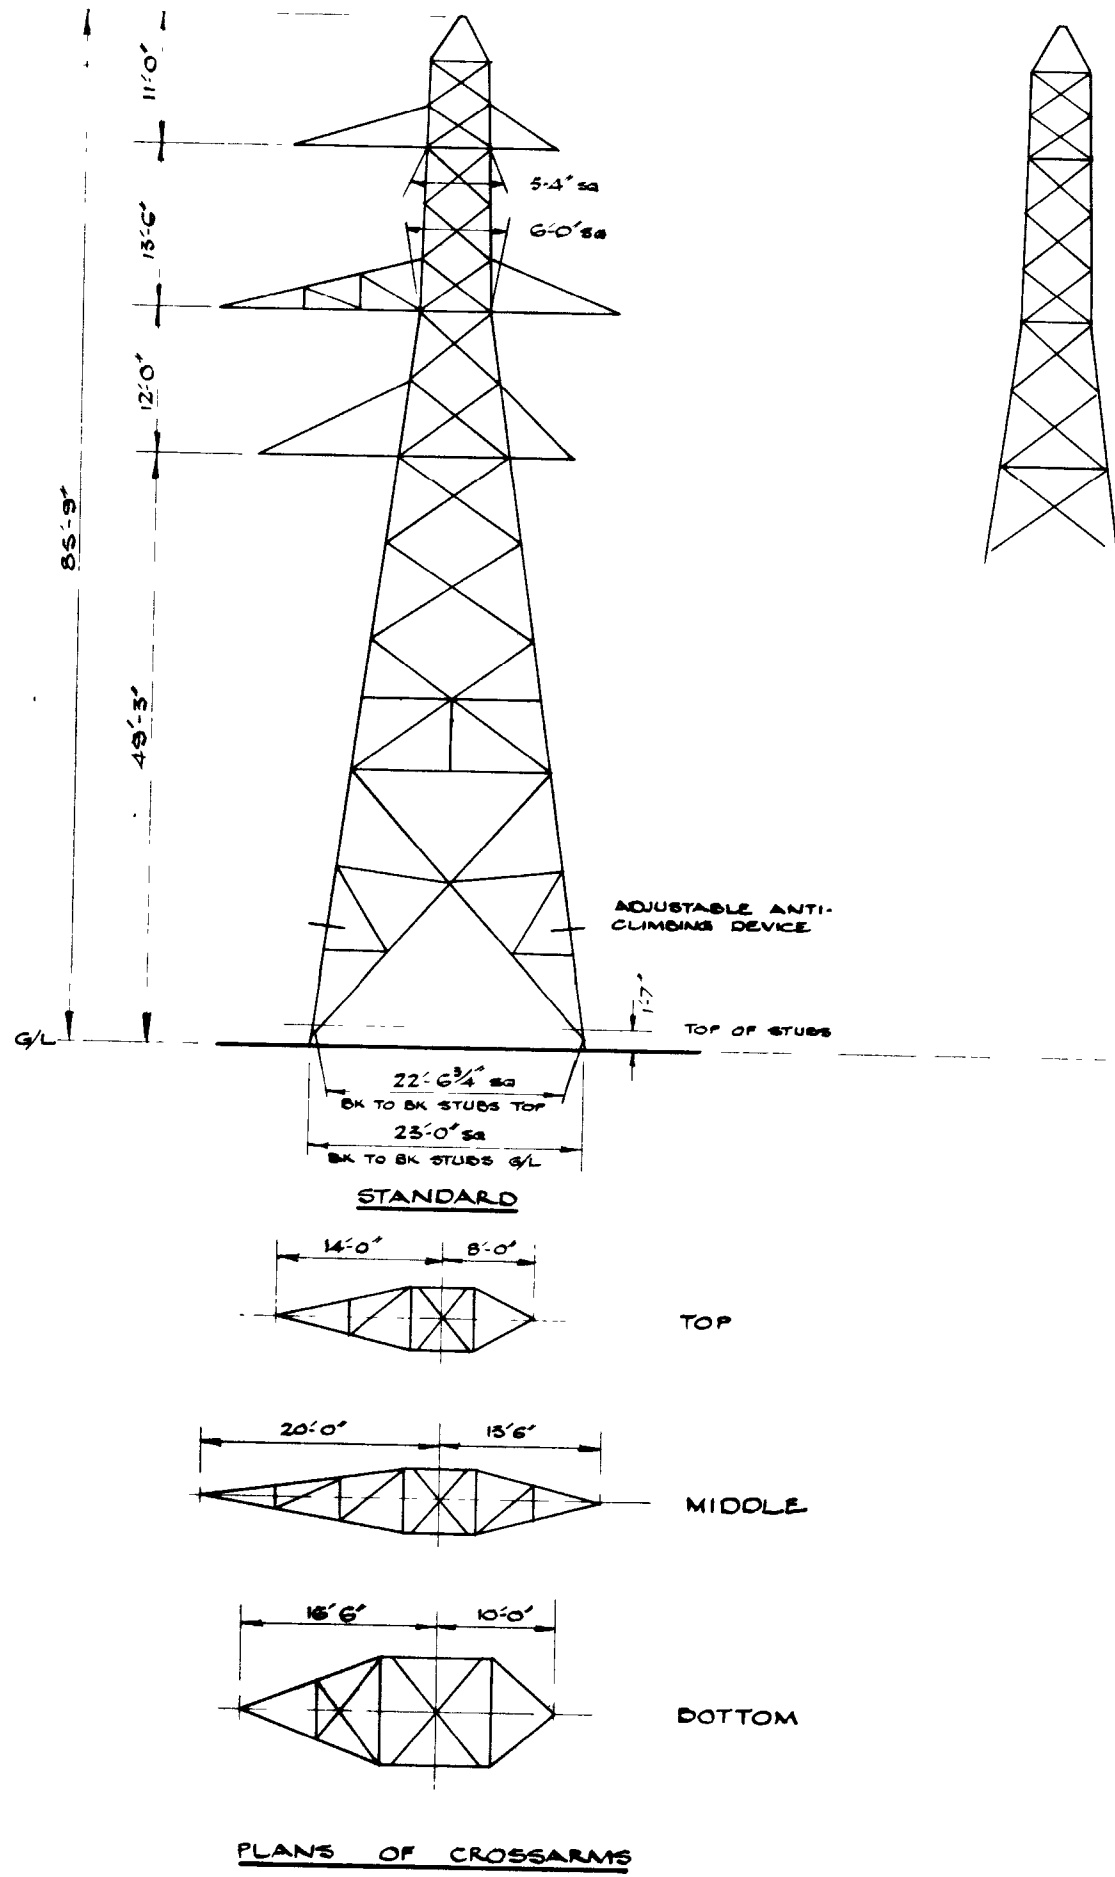 11'-0"
13'-6"
12'-0"
85'-9"
49'-3"
5'-4" SQ
6'-0" SQ
ADJUSTABLE ANTI-
CLIMBING DEVICE
1'-7"
G/L
TOP OF STUBS
22'-6 3/4" SQ
BK TO BK STUBS TOP
23'-0" SQ
BK TO BK STUBS G/L
STANDARD
14'-0" 8'-0"
TOP
20'-0" 13'6"
MIDDLE
16'6" 10'-0"
BOTTOM
PLANS OF CROSSARMS